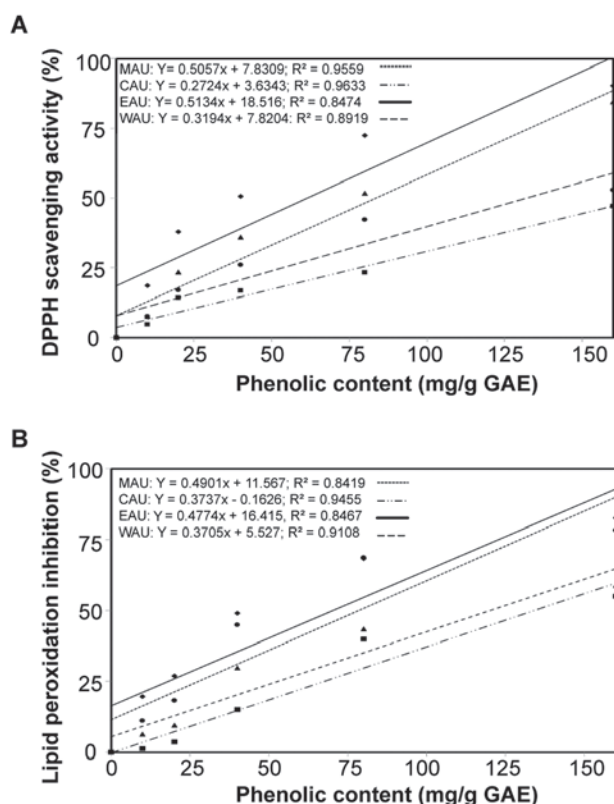 A
DPPH scavenging activity (%)
100
75
50
25
0
MAU: Y= 0.5057x + 7.8309; R² = 0.9559
CAU: Y = 0.2724x + 3.6343; R² = 0.9633
EAU: Y = 0.5134x + 18.516; R² = 0.8474
WAU: Y = 0.3194x + 7.8204: R² = 0.8919
0 25 50 75 100 125 150
Phenolic content (mg/g GAE)
B
Lipid peroxidation inhibition (%)
100
75
50
25
0
MAU: Y = 0.4901x + 11.567; R² = 0.8419
CAU: Y = 0.3737x - 0.1626; R² = 0.9455
EAU: Y = 0.4774x + 16.415, R² = 0.8467
WAU: Y = 0.3705x + 5.527; R² = 0.9108
0 25 50 75 100 125 150
Phenolic content (mg/g GAE)